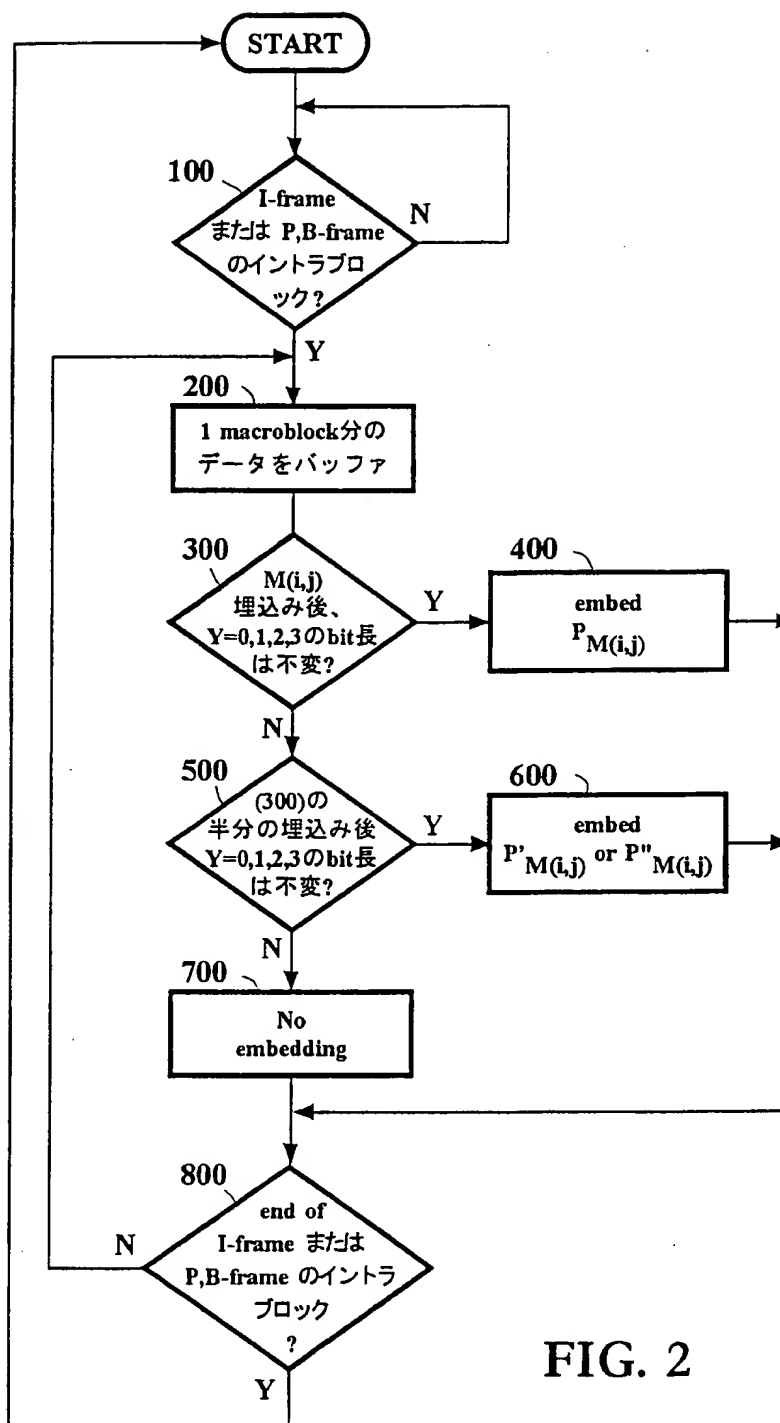 START
100
I-frame
または P,B-frame
のイントラブロ
ック?
N
Y
200
1 macroblock分の
データをバッファ
300
M(i,j)
埋込み後、
Y=0,1,2,3のbit長
は不変?
Y
400
embed
P M(i,j)
N
500
(300)の
半分の埋込み後
Y=0,1,2,3のbit長
は不変?
Y
600
embed
P' M(i,j) or P" M(i,j)
N
700
No
embedding
800
end of
I-frame または
P,B-frame のイントラ
ブロック
?
N
Y
FIG. 2